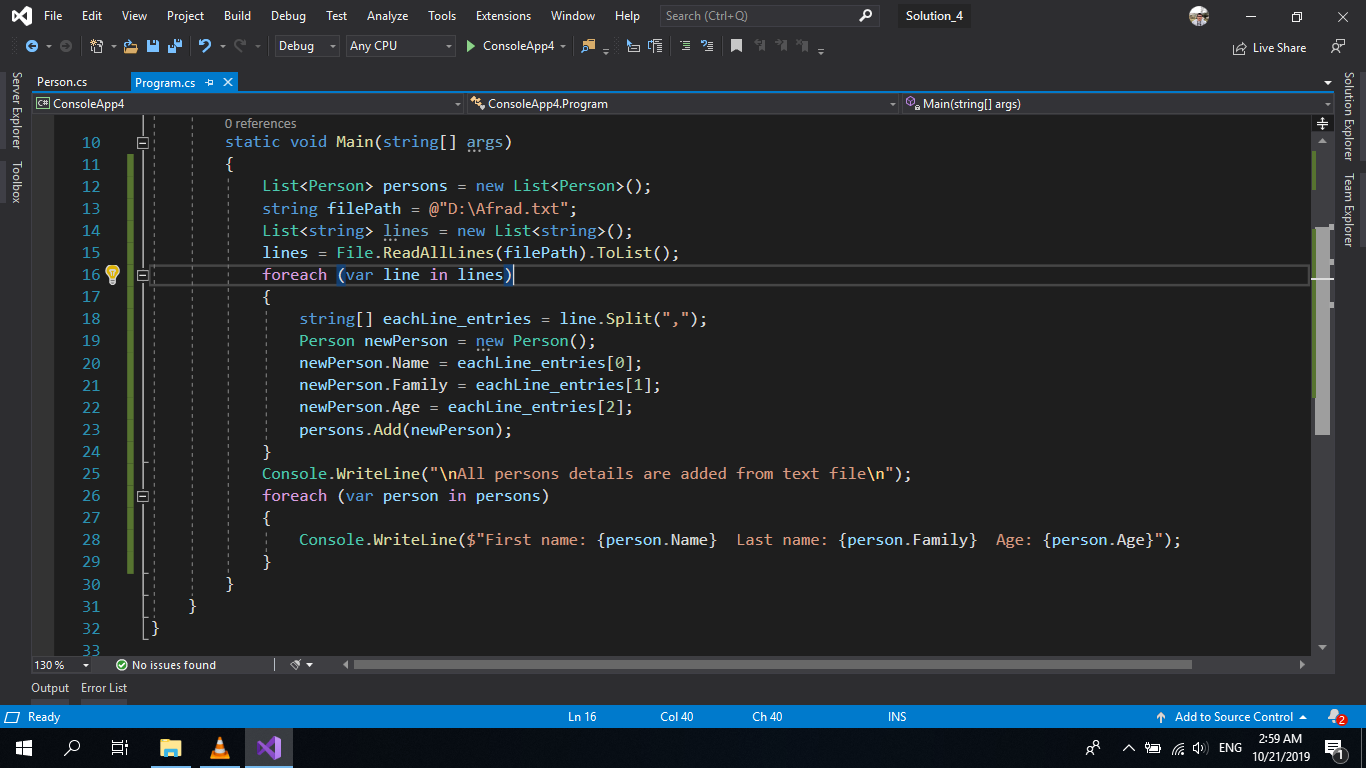 File Edit View Project Build Debug Test Analyze Tools Extensions Window Help Search (Ctrl+Q) Solution_4
Debug Any CPU ConsoleApp4 Live Share
Person.cs Program.cs
C# ConsoleApp4 ConsoleApp4.Program Main(string[] args)
Server Explorer
Toolbox
Solution Explorer
Team Explorer
0 references
10 static void Main(string[] args)
11 {
12 List<Person> persons = new List<Person>();
13 string filePath = @"D:\Afrad.txt";
14 List<string> lines = new List<string>();
15 lines = File.ReadAllLines(filePath).ToList();
16 foreach (var line in lines)
17 {
18 string[] eachLine_entries = line.Split(",");
19 Person newPerson = new Person();
20 newPerson.Name = eachLine_entries[0];
21 newPerson.Family = eachLine_entries[1];
22 newPerson.Age = eachLine_entries[2];
23 persons.Add(newPerson);
24 }
25 Console.WriteLine("\nAll persons details are added from text file\n");
26 foreach (var person in persons)
27 {
28 Console.WriteLine($"First name: {person.Name}  Last name: {person.Family}  Age: {person.Age}");
29 }
30 }
31 }
32 }
33
130 % No issues found
Output Error List
Ready Ln 16 Col 40 Ch 40 INS Add to Source Control 2
ENG 2:59 AM
10/21/2019 1